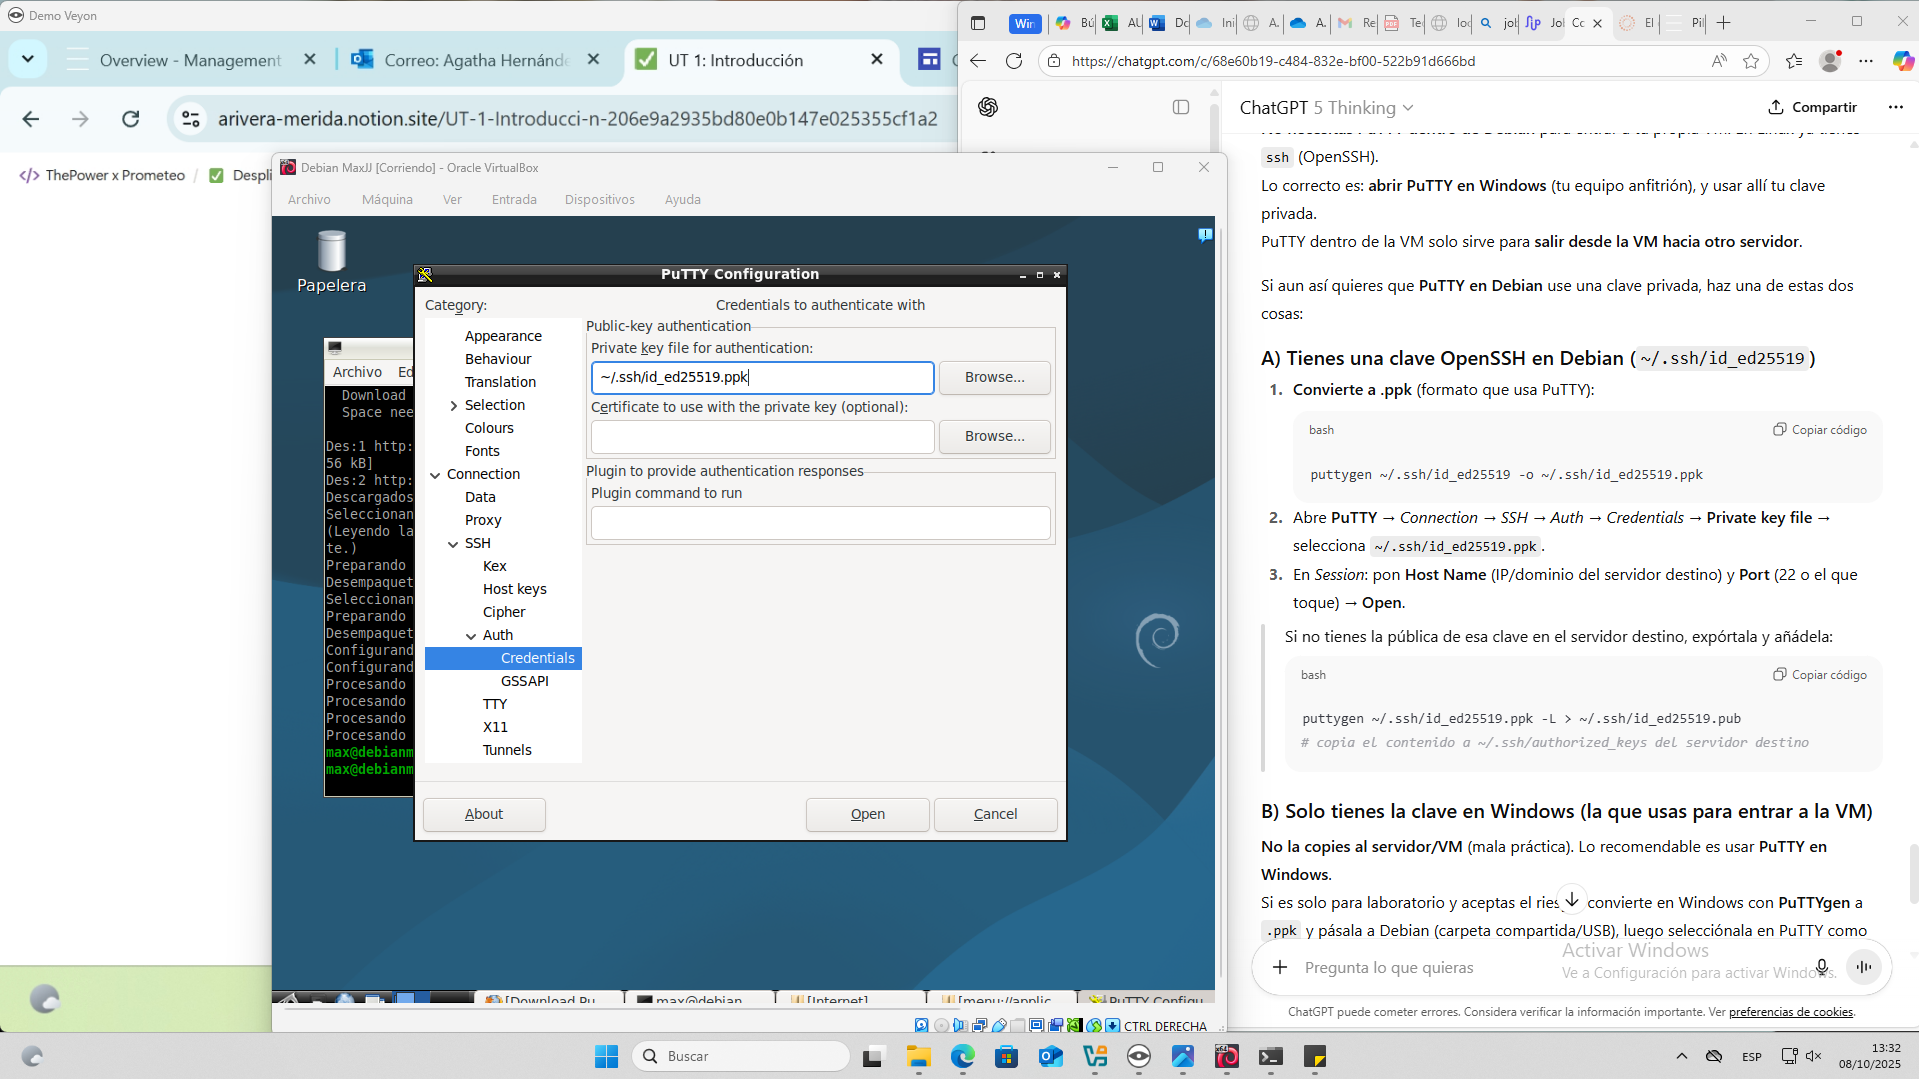 Demo Veyon
Overview - Management
Correo: Agatha Hernánde
UT 1: Introducción
arivera-merida.notion.site/UT-1-Introducci-n-206e9a2935bd80e0b147e025355cf1a2
ThePower x Prometeo / Despli
Win
https://chatgpt.com/c/68e60b19-c484-832e-bf00-522b91d666bd
ChatGPT 5 Thinking
Compartir
Debian MaxJJ [Corriendo] - Oracle VirtualBox
Archivo Máquina Ver Entrada Dispositivos Ayuda
Papelera
Archivo Ed
Download
Space nee
Des:1 http:
56 kB]
Des:2 http:
Descargados
Seleccionan
(Leyendo la
te.)
Preparando
Desempaquet
Seleccionan
Preparando
Desempaquet
Configurand
Configurand
Procesando
Procesando
Procesando
Procesando
max@debianm
max@debianm
PuTTY Configuration
Category:
Appearance
Behaviour
Translation
Selection
Colours
Fonts
Connection
Data
Proxy
SSH
Kex
Host keys
Cipher
Auth
Credentials
GSSAPI
TTY
X11
Tunnels
Credentials to authenticate with
Public-key authentication
Private key file for authentication:
~/.ssh/id_ed25519.ppk
Browse...
Certificate to use with the private key (optional):
Browse...
Plugin to provide authentication responses
Plugin command to run
About
Open
Cancel
CTRL DERECHA
ssh (OpenSSH).
Lo correcto es: abrir PuTTY en Windows (tu equipo anfitrión), y usar allí tu clave
privada.
PuTTY dentro de la VM solo sirve para salir desde la VM hacia otro servidor.
Si aun así quieres que PuTTY en Debian use una clave privada, haz una de estas dos
cosas:
A) Tienes una clave OpenSSH en Debian (~/.ssh/id_ed25519)
1. Convierte a .ppk (formato que usa PuTTY):
bash
Copiar código
puttygen ~/.ssh/id_ed25519 -o ~/.ssh/id_ed25519.ppk
2. Abre PuTTY → Connection → SSH → Auth → Credentials → Private key file →
selecciona ~/.ssh/id_ed25519.ppk.
3. En Session: pon Host Name (IP/dominio del servidor destino) y Port (22 o el que
toque) → Open.
Si no tienes la pública de esa clave en el servidor destino, expórtala y añádela:
bash
Copiar código
puttygen ~/.ssh/id_ed25519.ppk -L > ~/.ssh/id_ed25519.pub
# copia el contenido a ~/.ssh/authorized_keys del servidor destino
B) Solo tienes la clave en Windows (la que usas para entrar a la VM)
No la copies al servidor/VM (mala práctica). Lo recomendable es usar PuTTY en
Windows.
Si es solo para laboratorio y aceptas el convierte en Windows con PuTTYgen a
.ppk y pásala a Debian (carpeta compartida/USB), luego selecciónala en PuTTY como
Activar Windows
Ve a Configuración para activar Windows.
Pregunta lo que quieras
ChatGPT puede cometer errores. Considera verificar la información importante. Ver preferencias de cookies.
Buscar
ESP
13:32
08/10/2025